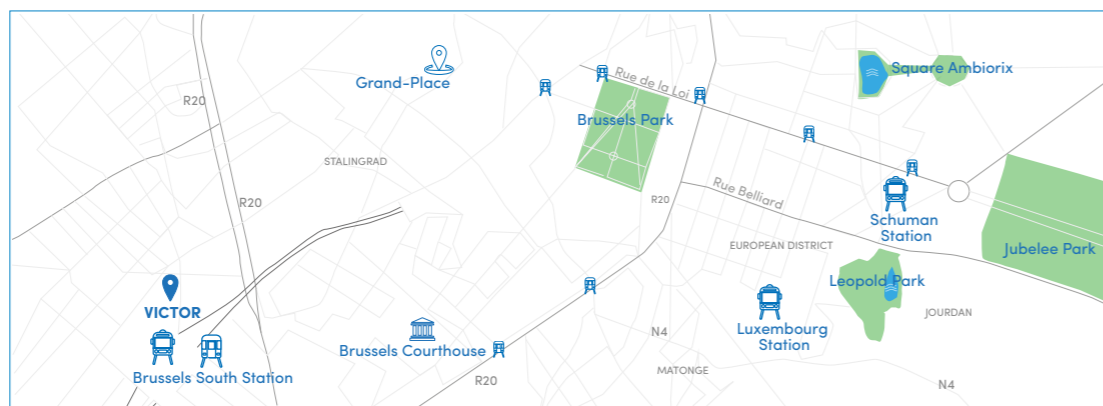 Grand-Place
Rue de la Loi
Square Ambiorix
R20
Brussels Park
STALINGRAD
Rue Belliard
R20
R20
Schuman
Station
EUROPEAN DISTRICT
Jubelee Park
Leopold Park
VICTOR
JOURDAN
Luxembourg
Station
N4
Brussels Courthouse
Brussels South Station
MATONGE
R20
N4